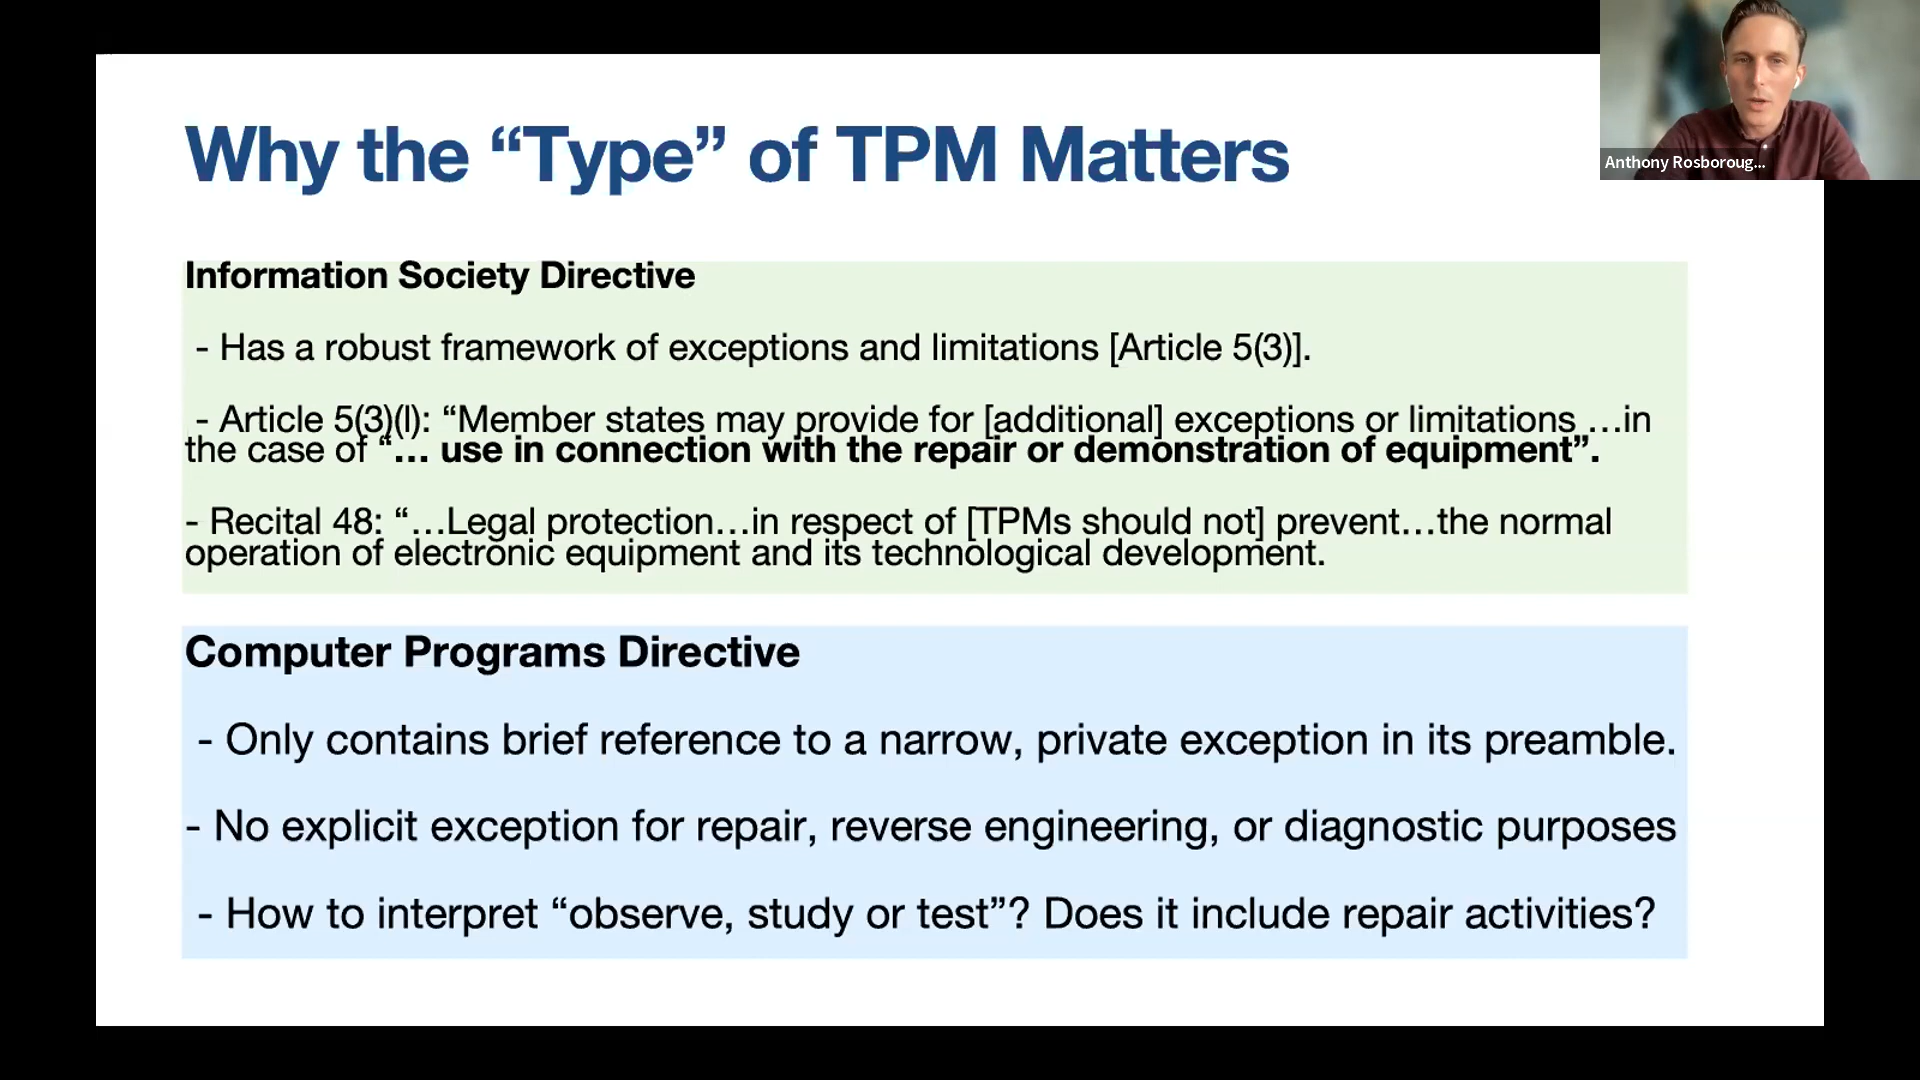 Why the “Type” of TPM Matters
Anthony Rosboroug...
Information Society Directive
- Has a robust framework of exceptions and limitations [Article 5(3)].
- Article 5(3)(l): “Member states may provide for [additional] exceptions or limitations …in
the case of “… use in connection with the repair or demonstration of equipment”.
- Recital 48: “…Legal protection…in respect of [TPMs should not] prevent…the normal
operation of electronic equipment and its technological development.
Computer Programs Directive
- Only contains brief reference to a narrow, private exception in its preamble.
- No explicit exception for repair, reverse engineering, or diagnostic purposes
- How to interpret “observe, study or test”? Does it include repair activities?